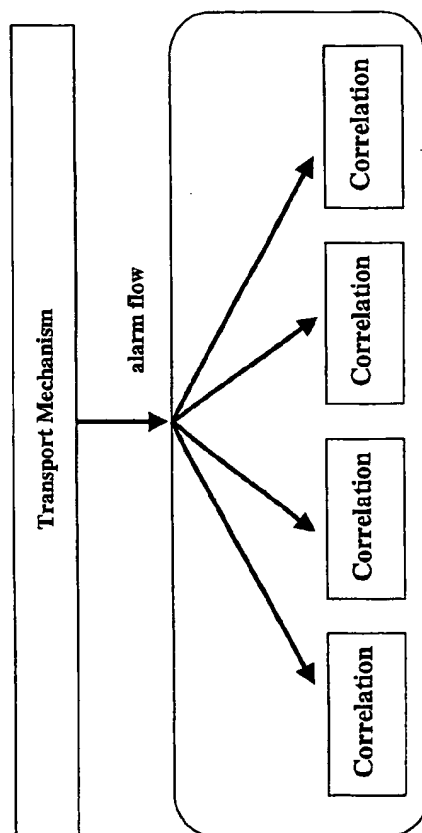 Transport Mechanism
alarm flow
Correlation
Correlation
Correlation
Correlation